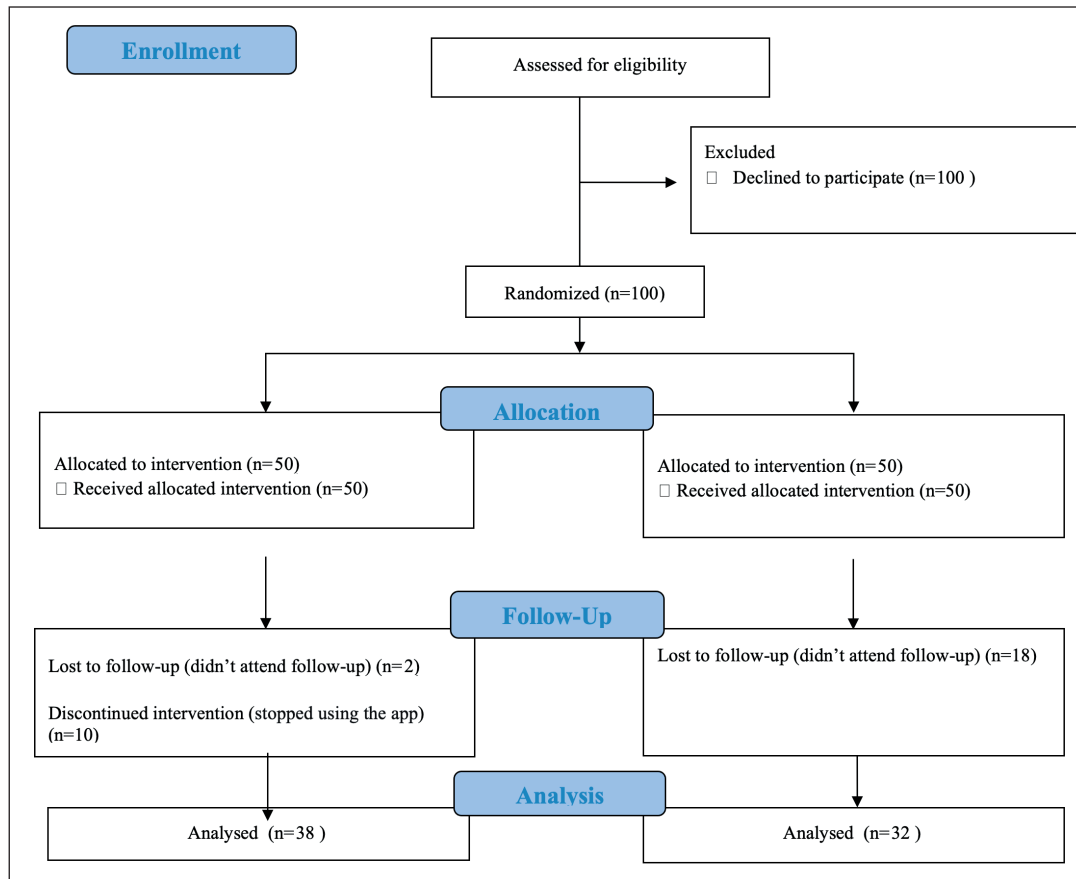 Enrollment
Assessed for eligibility
Excluded
Declined to participate (n=100 )
Randomized (n=100)
Allocation
Allocated to intervention (n=50)
Received allocated intervention (n=50)
Allocated to intervention (n=50)
Received allocated intervention (n=50)
Follow-Up
Lost to follow-up (didn’t attend follow-up) (n=2)
Discontinued intervention (stopped using the app)
(n=10)
Lost to follow-up (didn’t attend follow-up) (n=18)
Analysis
Analysed (n=38 )
Analysed (n=32 )